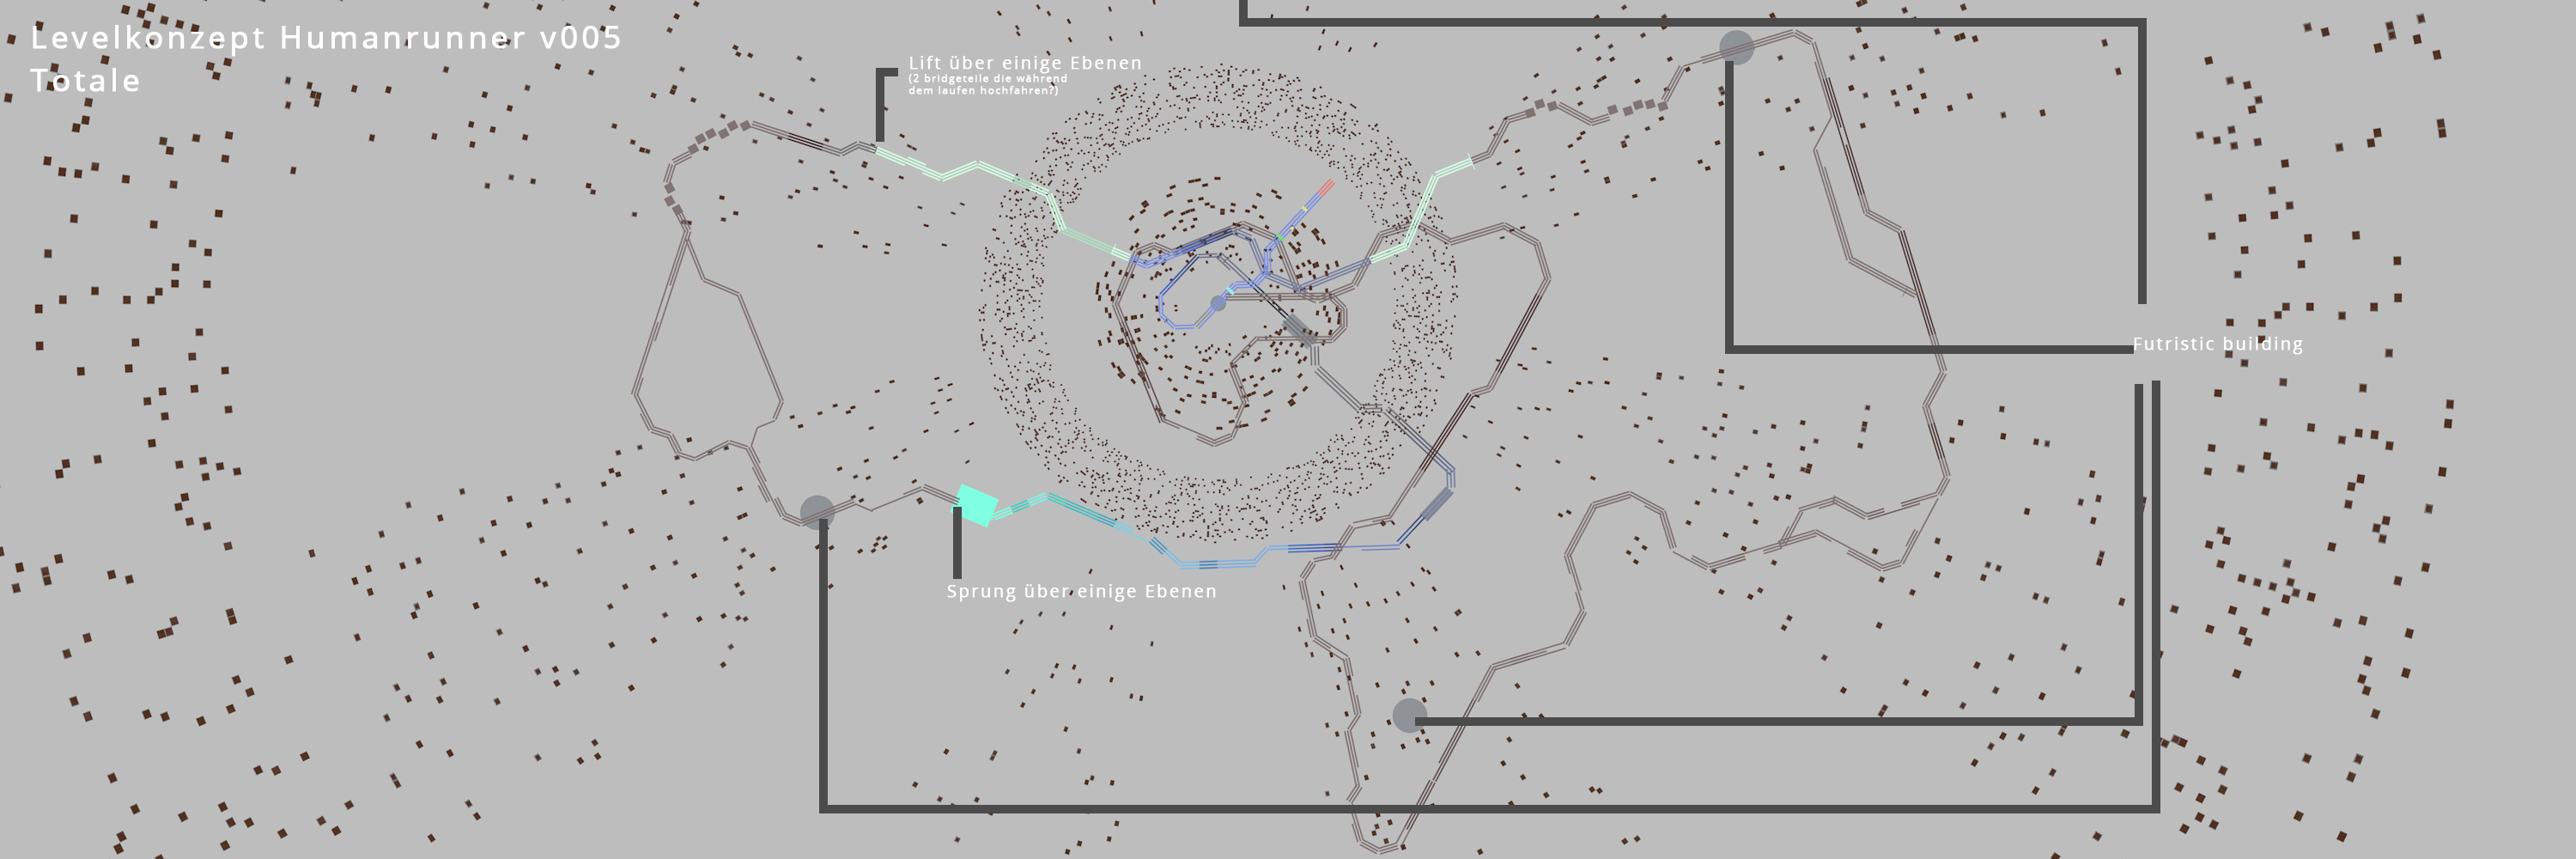 Levelkonzept Humanrunner v005
Totale
Lift über einige Ebenen
(2 bridgeteile die während
dem laufen hochfahren?)
Futristic building
Sprung über einige Ebenen